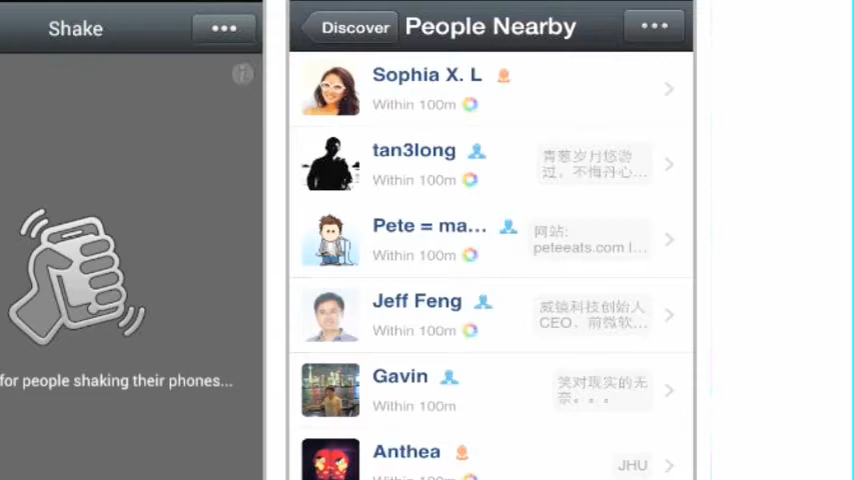 Shake
for people shaking their phones...
Discover
People Nearby
Sophia X. L
Within 100m
tan3long
Within 100m
青葱岁月悠游
过，不悔丹心...
Pete = ma...
Within 100m
网站:
peteeats.com I...
Jeff Feng
Within 100m
威镜科技创始人
CEO、前微软...
Gavin
Within 100m
笑对现实的无
奈。。。
Anthea
Within 100m
JHU